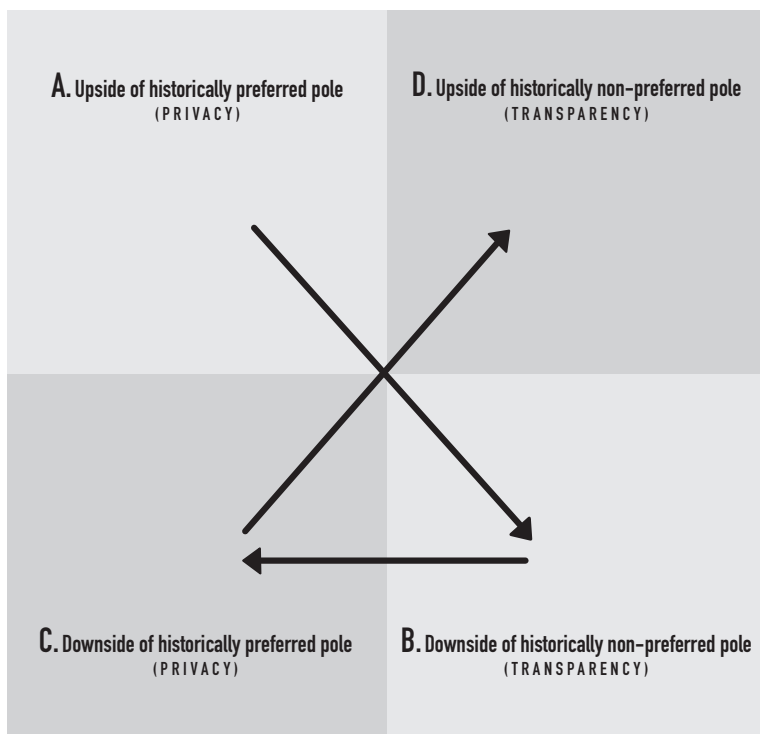 A. Upside of historically preferred pole
(PRIVACY)
D. Upside of historically non-preferred pole
(TRANSPARENCY)
C. Downside of historically preferred pole
(PRIVACY)
B. Downside of historically non-preferred pole
(TRANSPARENCY)